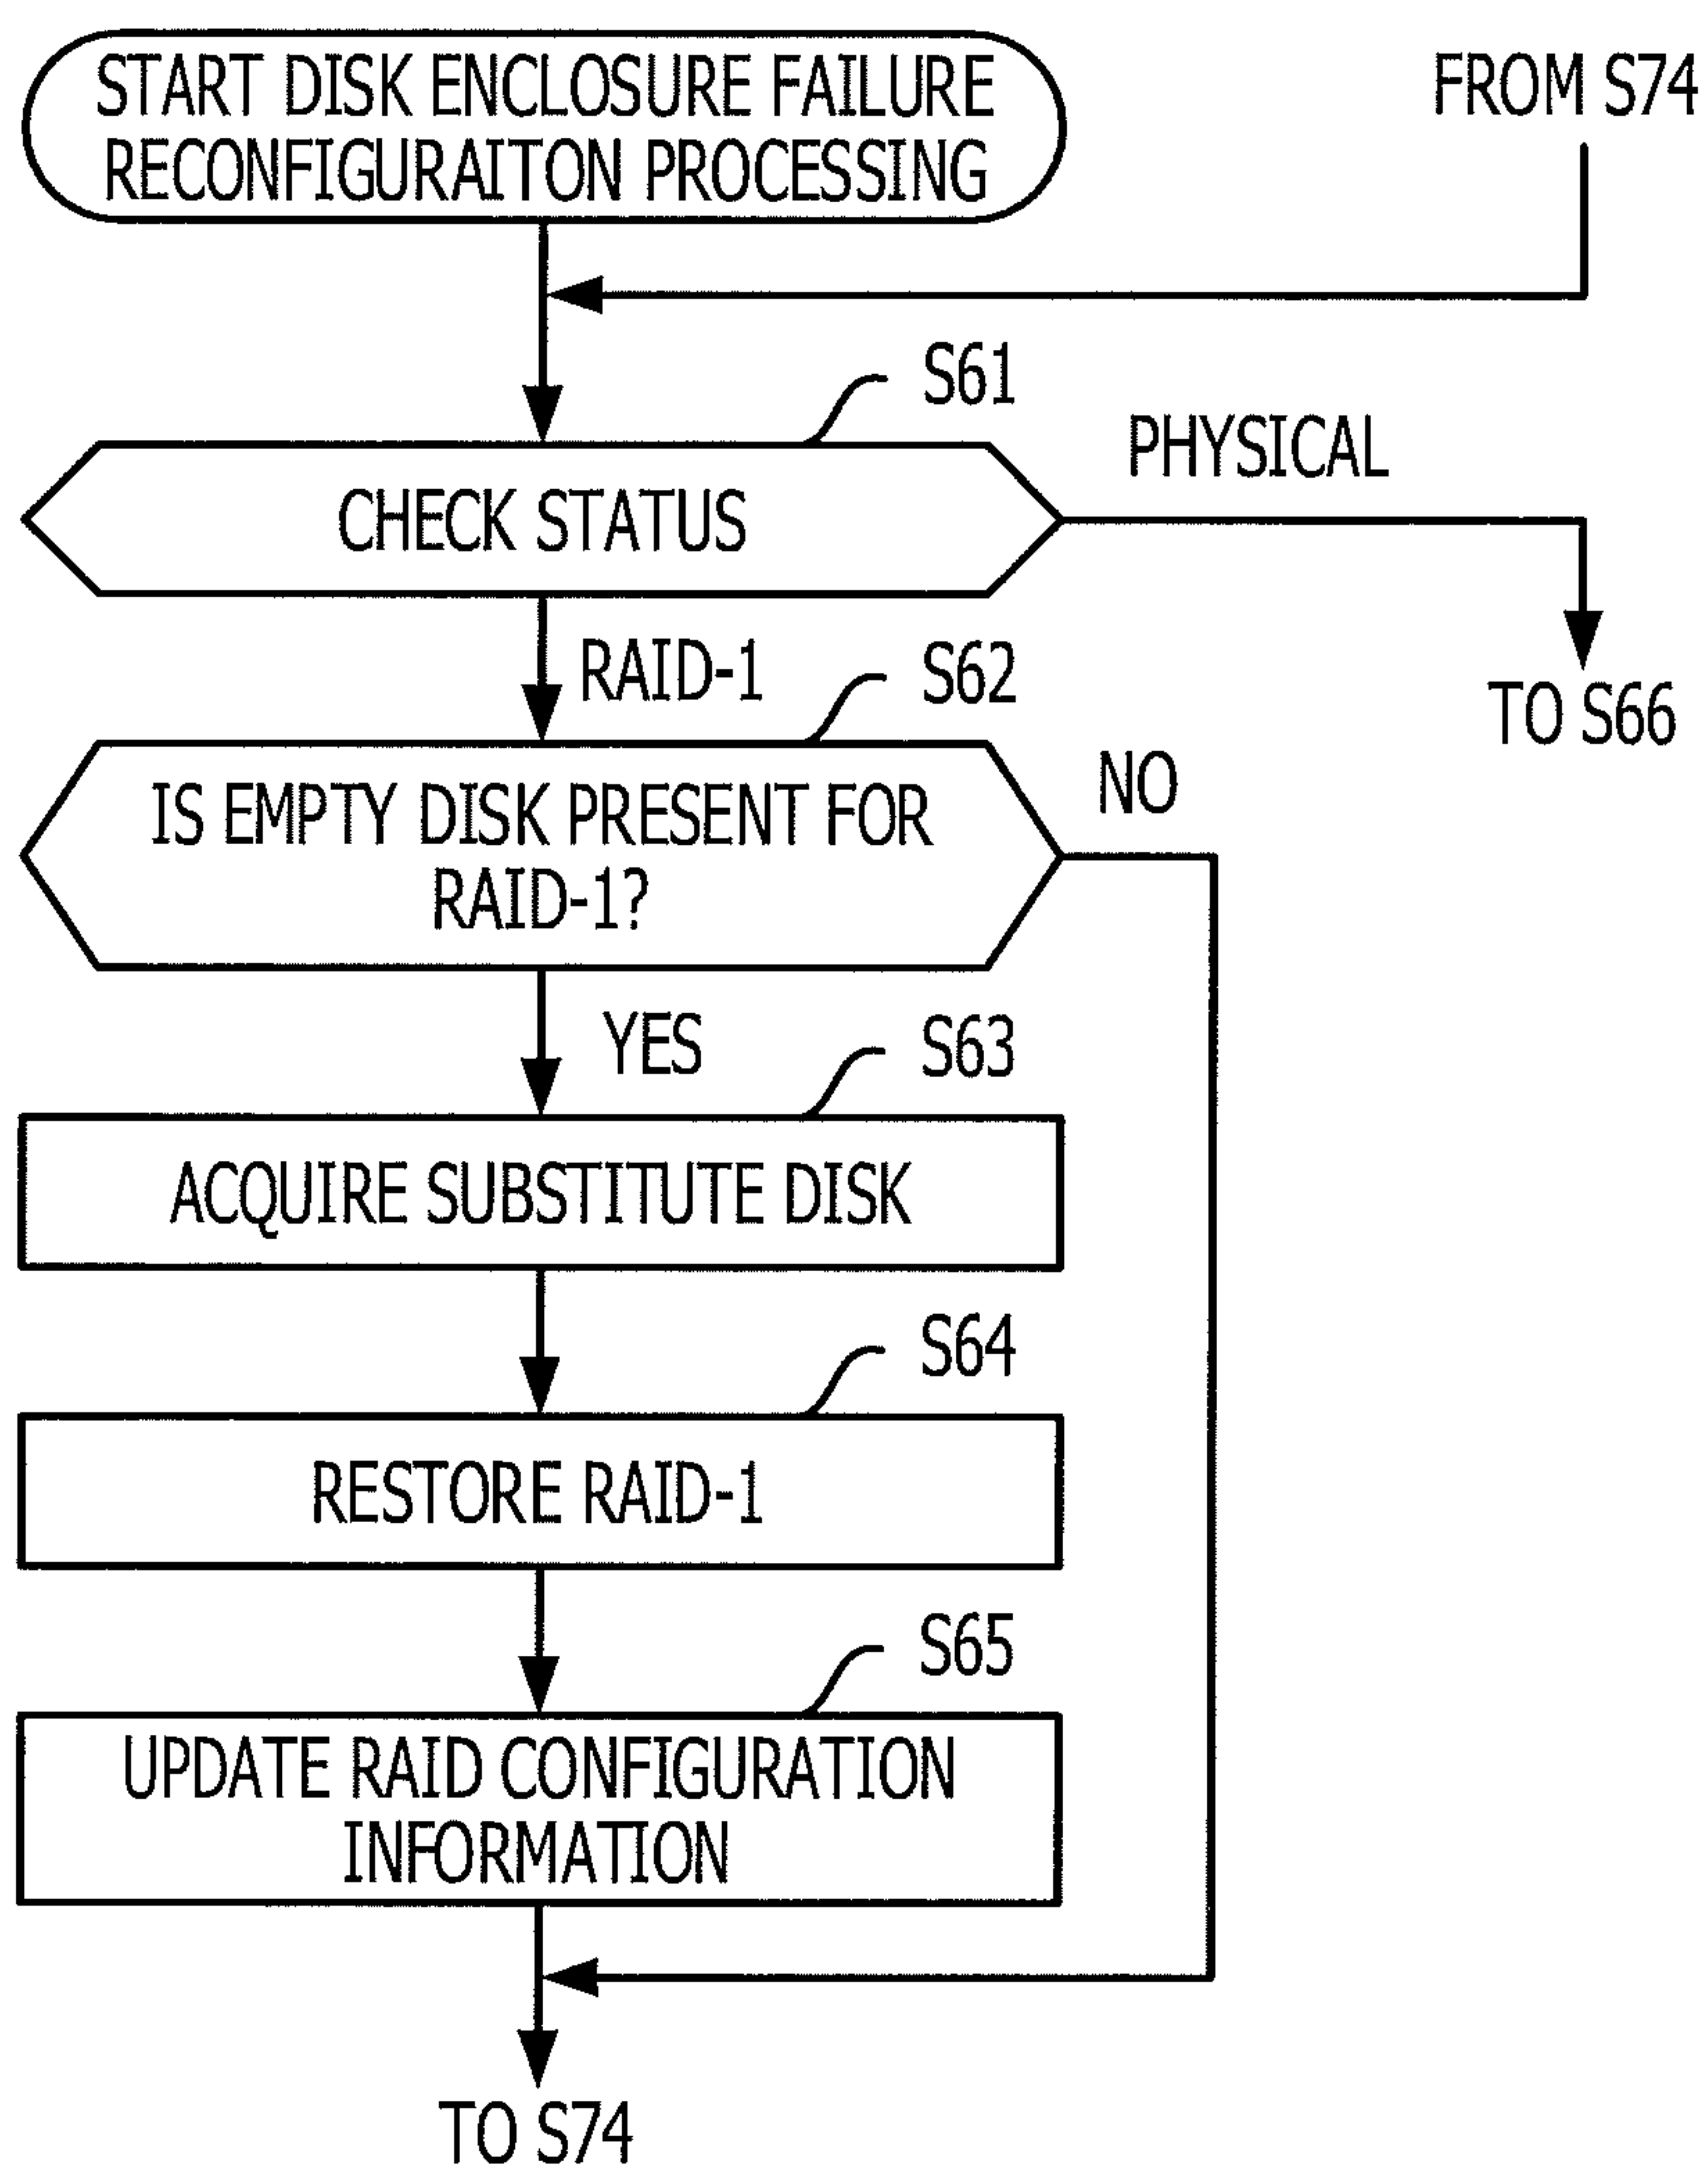 START DISK ENCLOSURE FAILURE
RECONFIGURAITON PROCESSING
FROM S74
S61
CHECK STATUS
PHYSICAL
TO S66
RAID-1
S62
IS EMPTY DISK PRESENT FOR
RAID-1?
NO
YES
S63
ACQUIRE SUBSTITUTE DISK
S64
RESTORE RAID-1
S65
UPDATE RAID CONFIGURATION
INFORMATION
TO S74